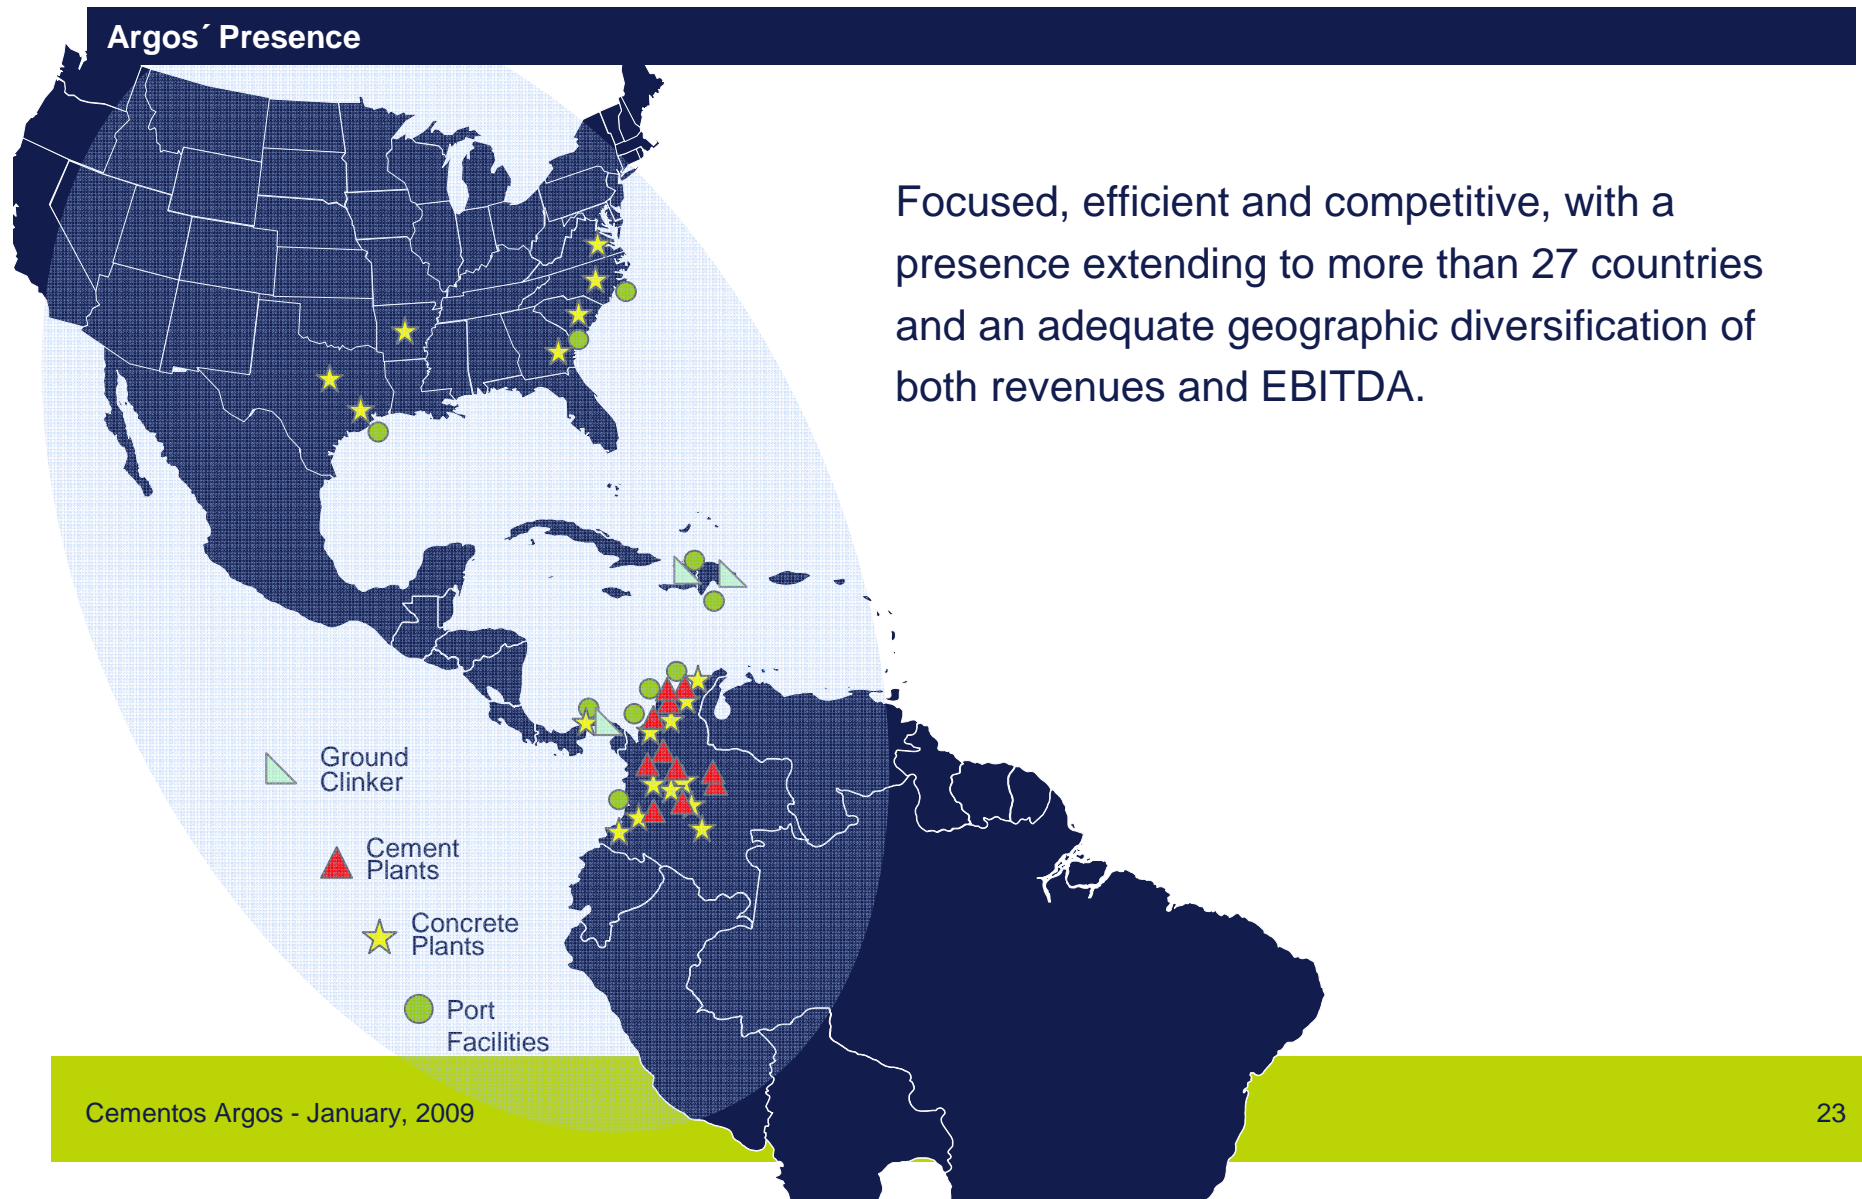 Argos´ Presence
Focused, efficient and competitive, with a
presence extending to more than 27 countries
and an adequate geographic diversification of
both revenues and EBITDA.
Ground
Clinker
Cement
Plants
Concrete
Plants
Port
Facilities
Cementos Argos - January, 2009
23